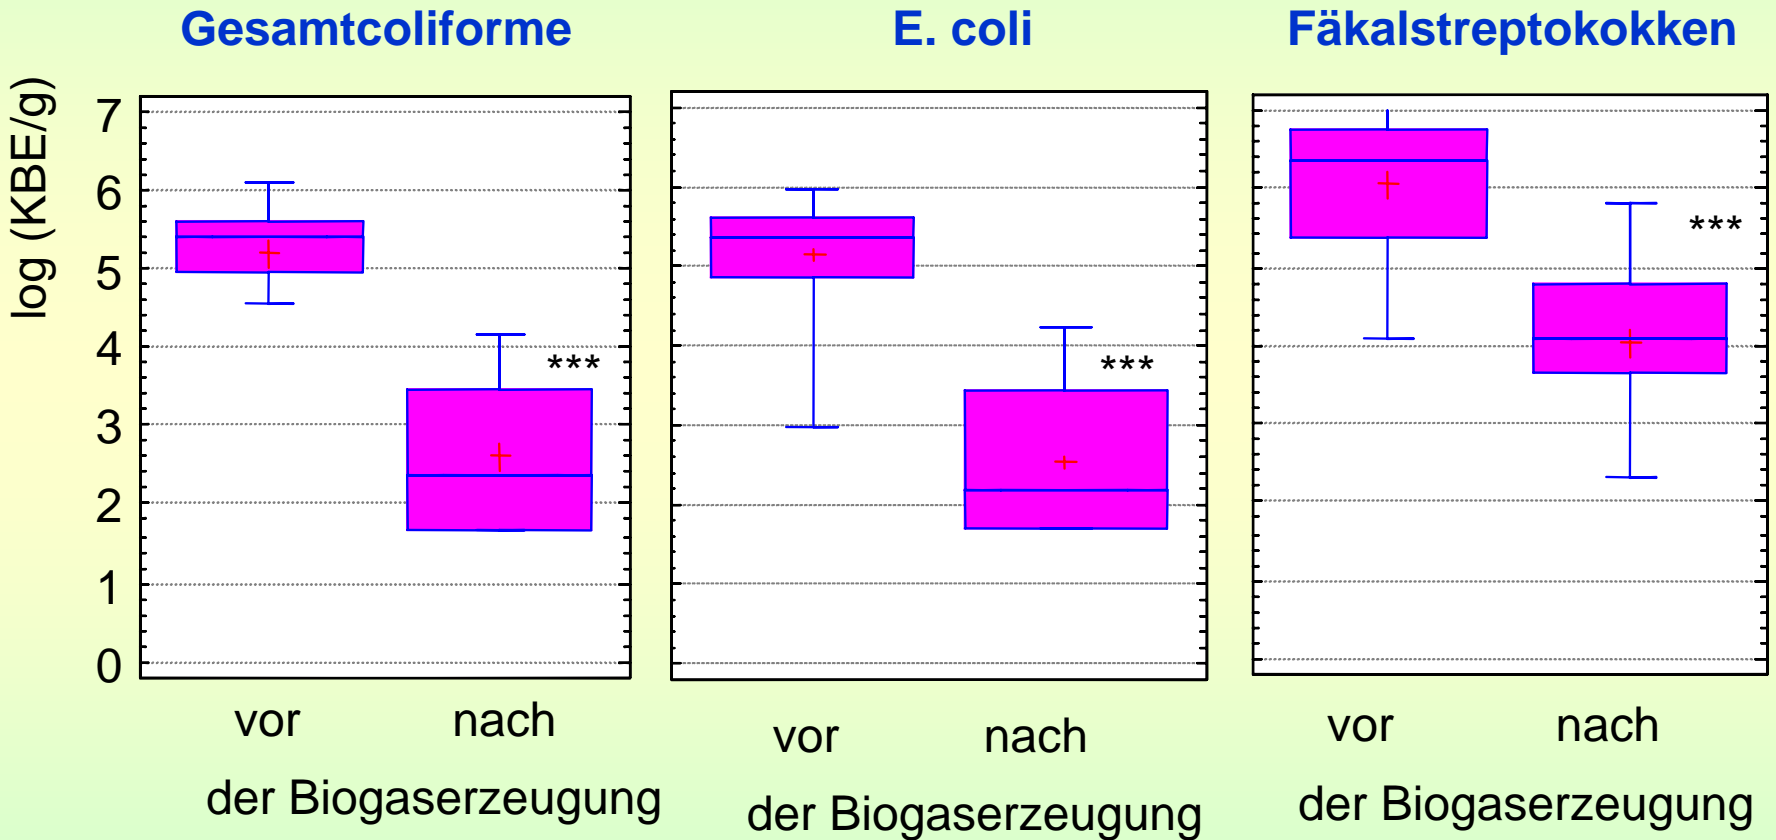 Gesamtcoliforme E. coli Fäkalstreptokokken
log (KBE/g)
7
6
5
4
3
2
1
0
***
***
***
vor nach vor nach vor nach
der Biogaserzeugung der Biogaserzeugung der Biogaserzeugung